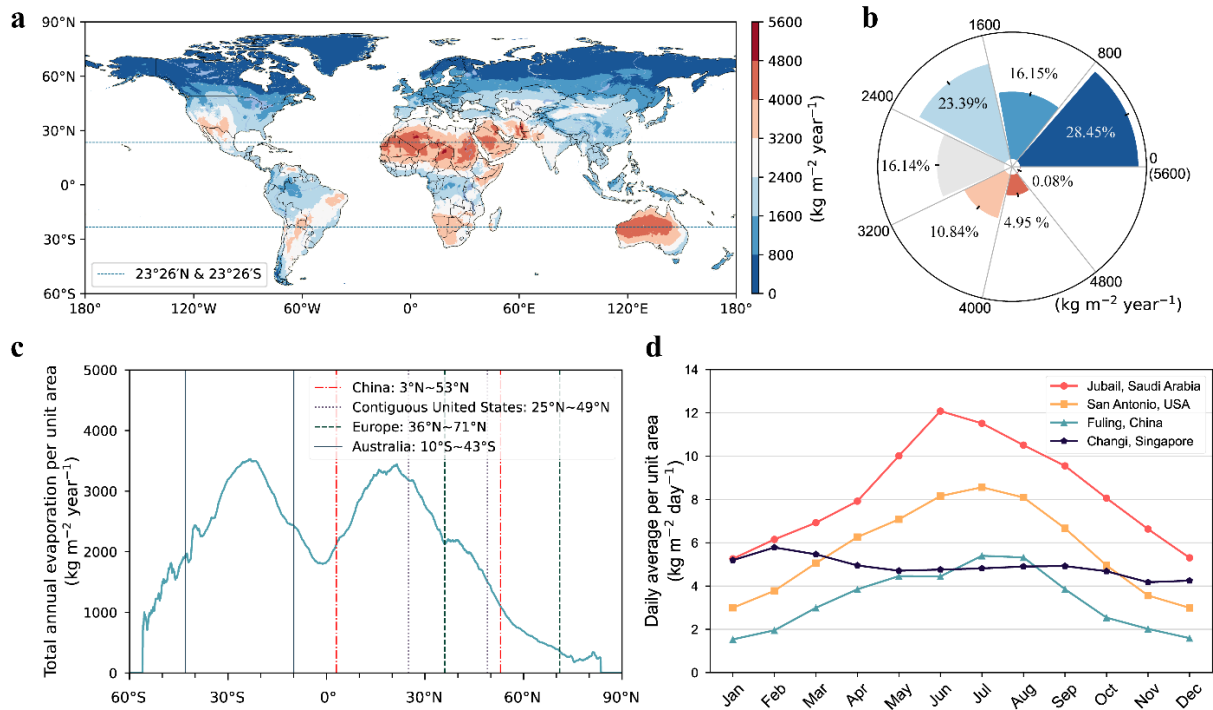 a
90°N
60°N
30°N
0°
30°S
60°S
180°
120°W
60°W
0°
60°E
120°E
180°
23°26′N & 23°26′S
5600
4800
4000
3200
2400
1600
800
0
(kg m⁻² year⁻¹)
b
1600
800
2400
16.15%
23.39%
28.45%
0
(5600)
16.14%
0.08%
3200
10.84%
4.95 %
4800
4000
(kg m⁻² year⁻¹)
c
Total annual evaporation per unit area
(kg m⁻² year⁻¹)
5000
4000
3000
2000
1000
0
60°S
30°S
0°
30°N
60°N
90°N
China: 3°N~53°N
Contiguous United States: 25°N~49°N
Europe: 36°N~71°N
Australia: 10°S~43°S
d
Daily average per unit area
(kg m⁻² day⁻¹)
14
12
10
8
6
4
2
0
Jan
Feb
Mar
Apr
May
Jun
Jul
Aug
Sep
Oct
Nov
Dec
Jubail, Saudi Arabia
San Antonio, USA
Fuling, China
Changi, Singapore